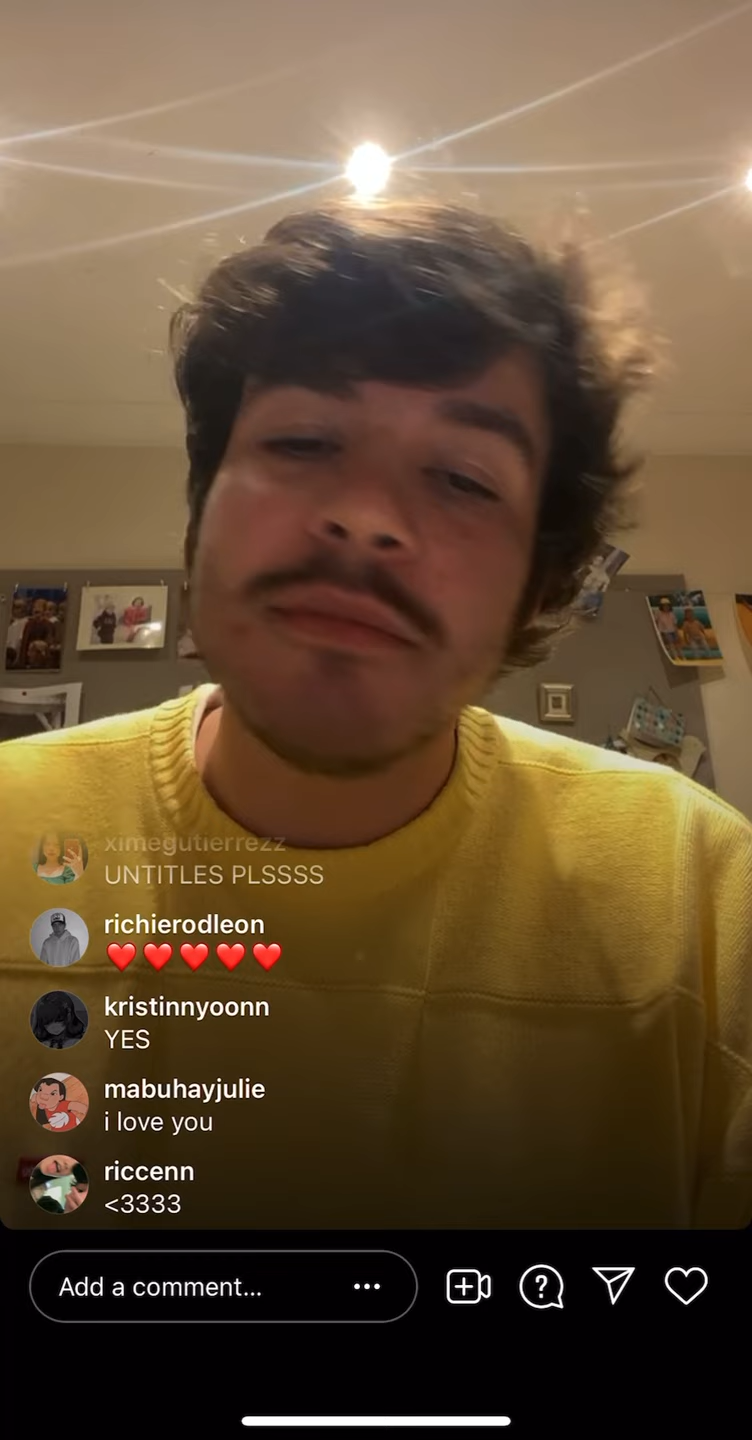 ximegutierrezz
UNTITLES PLSSSS
richierodleon
❤️❤️❤️❤️❤️
kristinnyoonn
YES
mabuhayjulie
i love you
riccenn
<3333
Add a comment...